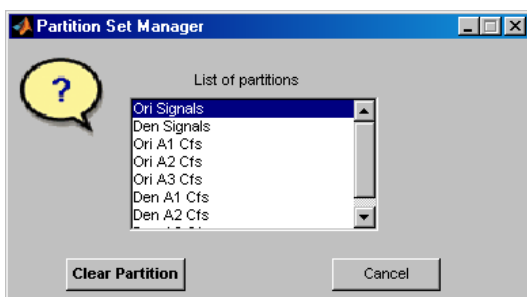 Partition Set Manager
?
List of partitions
Ori Signals
Den Signals
Ori A1 Cfs
Ori A2 Cfs
Ori A3 Cfs
Den A1 Cfs
Den A2 Cfs
Clear Partition
Cancel